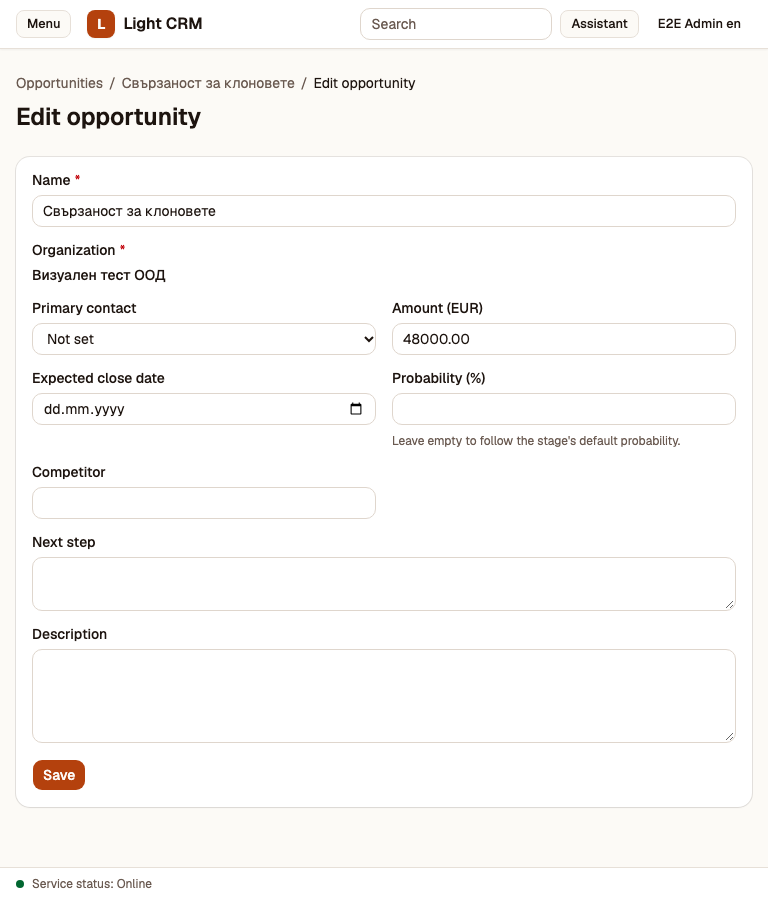 Menu L Light CRM Search Assistant E2E Admin en
Opportunities / Свързаност за клоновете / Edit opportunity
Edit opportunity
Name *
Свързаност за клоновете
Organization *
Визуален тест ООД
Primary contact Amount (EUR)
Not set 48000.00
Expected close date Probability (%)
dd.mm.yyyy
Leave empty to follow the stage's default probability.
Competitor
Next step
Description
Save
Service status: Online